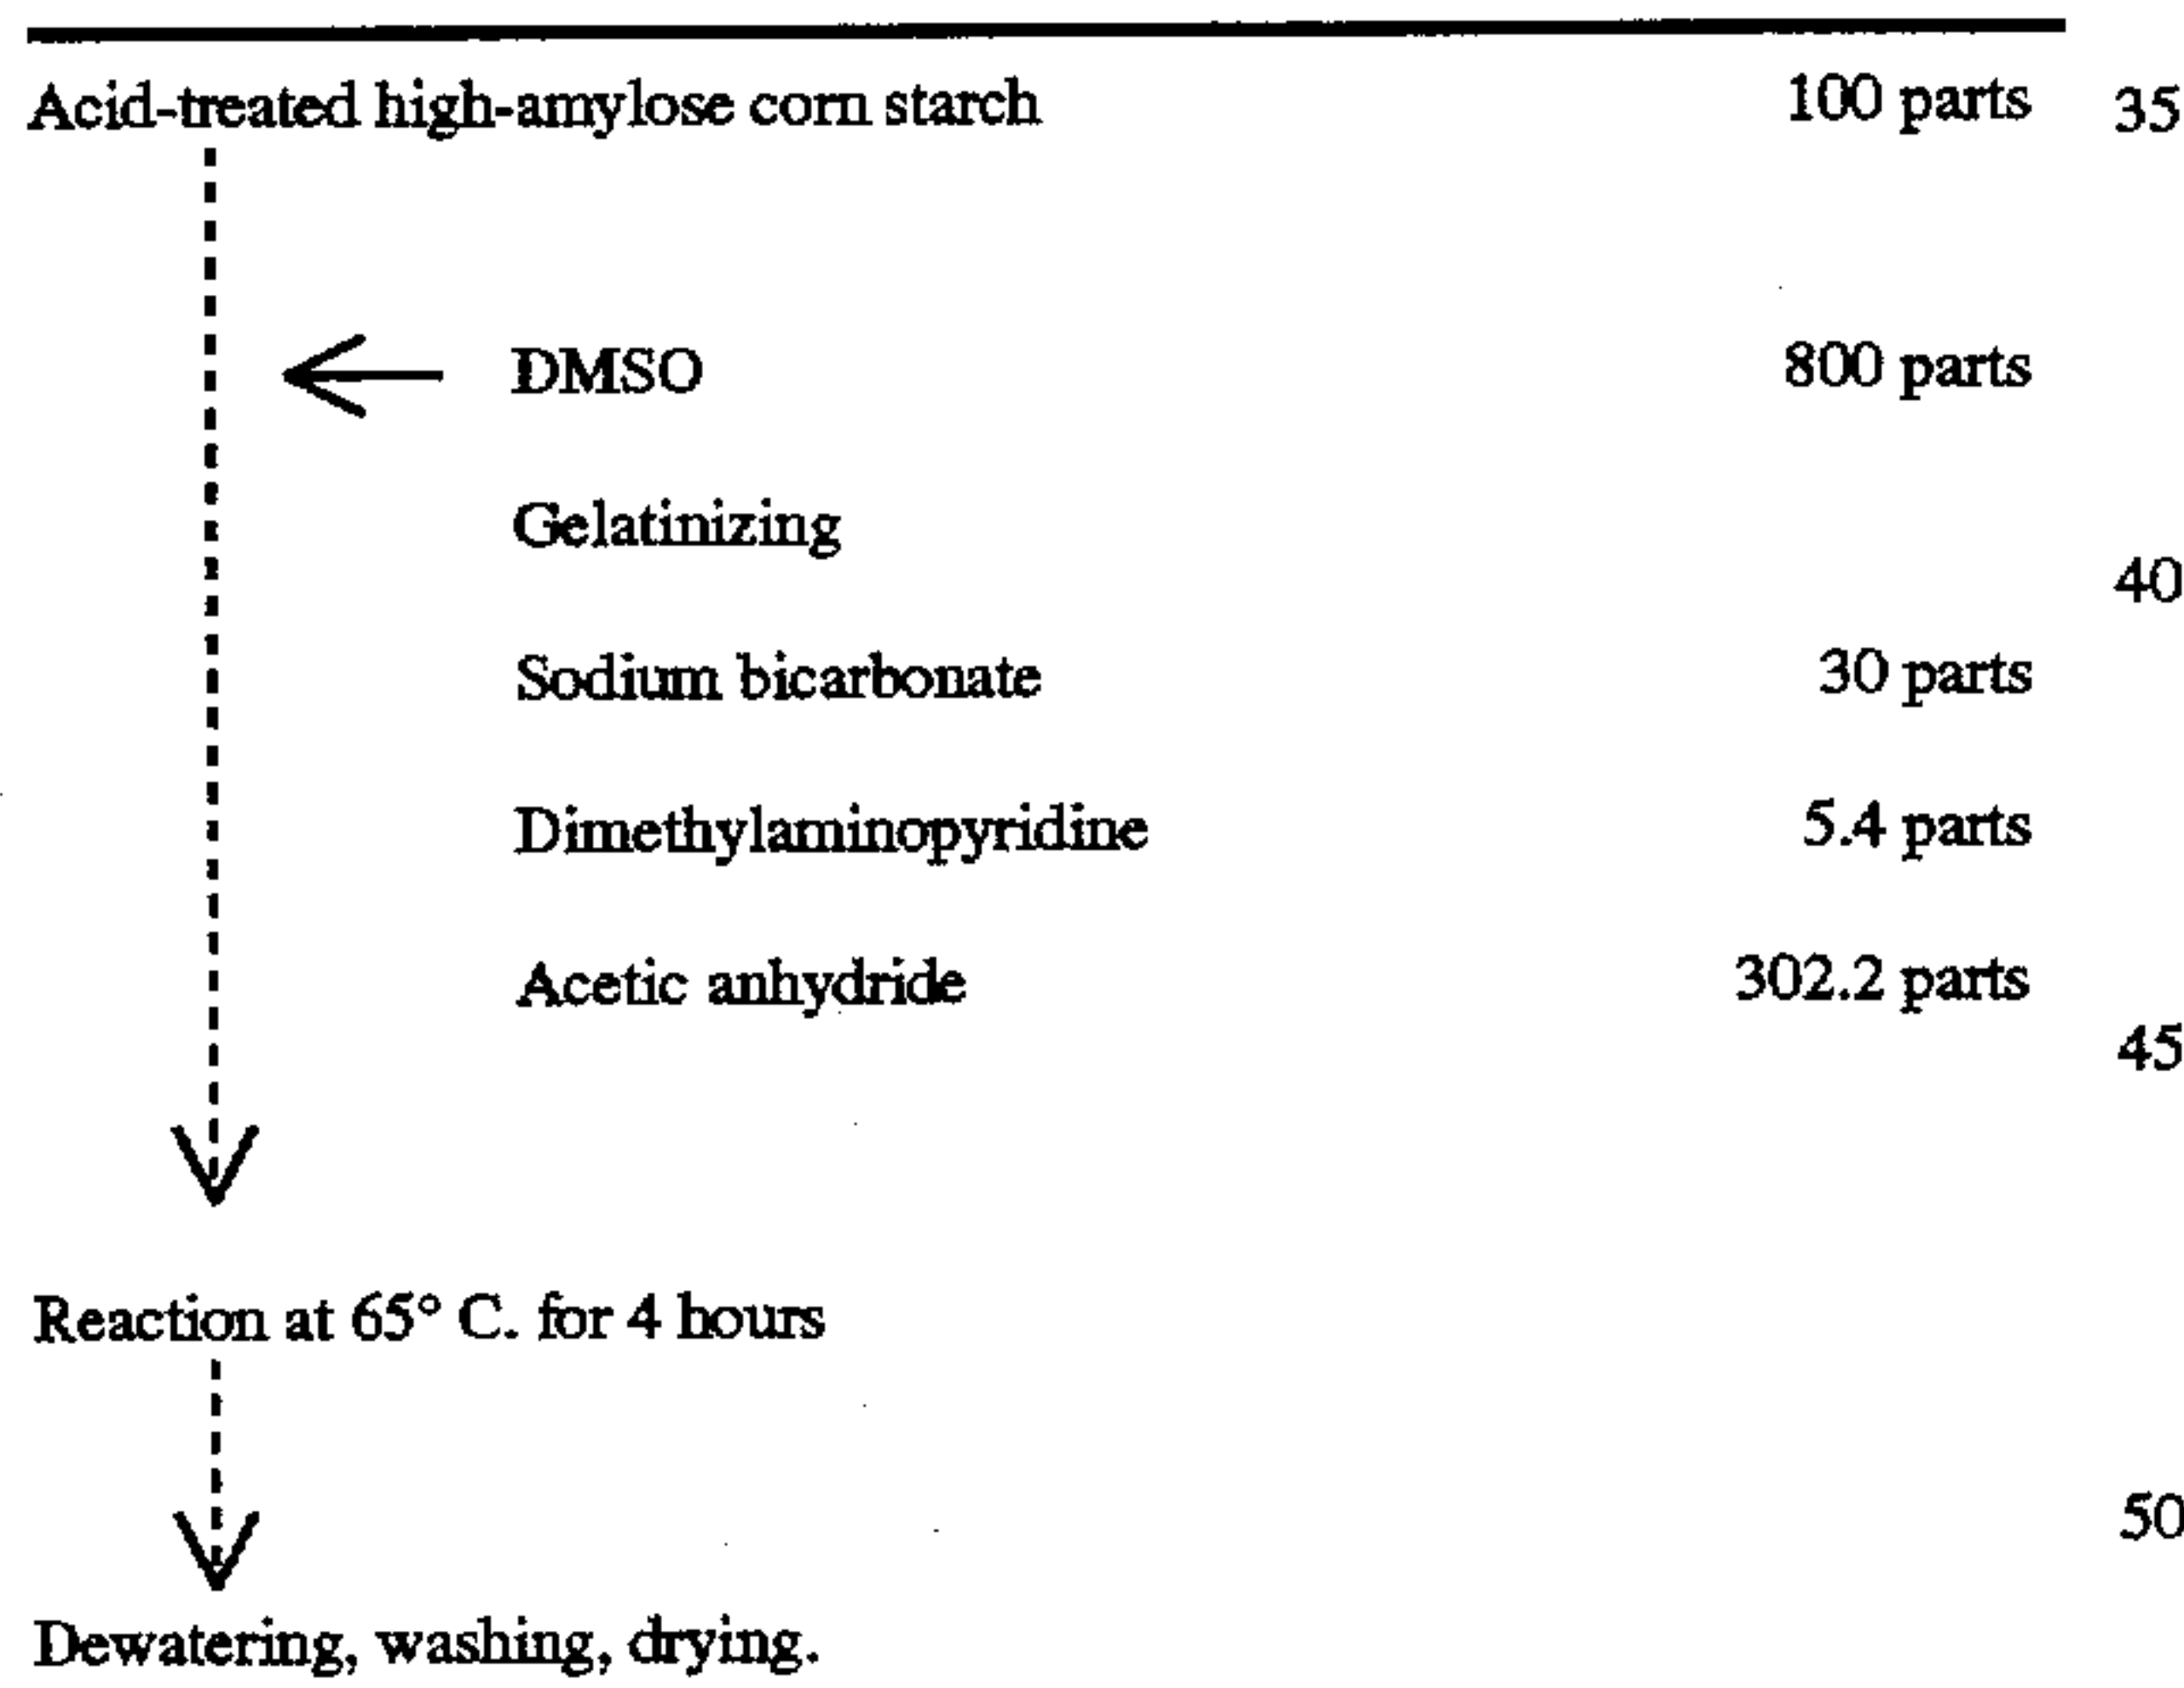 Acid-treated high-amylose corn starch 100 parts 35
DMSO 800 parts
Gelatinizing
40
Sodium bicarbonate 30 parts
Dimethylaminopyridine 5.4 parts
Acetic anhydride 302.2 parts
45
Reaction at 65° C. for 4 hours
50
Dewatering, washing, drying.